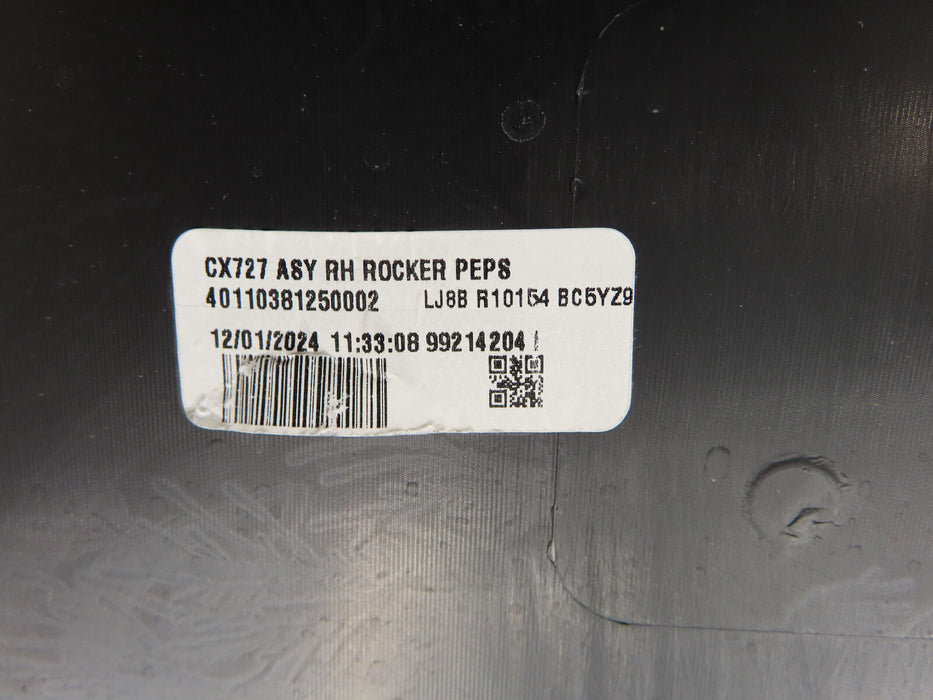 CX727 ASY RH ROCKER PEPS
40110381250002 LJ8B R10154 BC5YZ9
12/01/2024 11:33:08 99214204